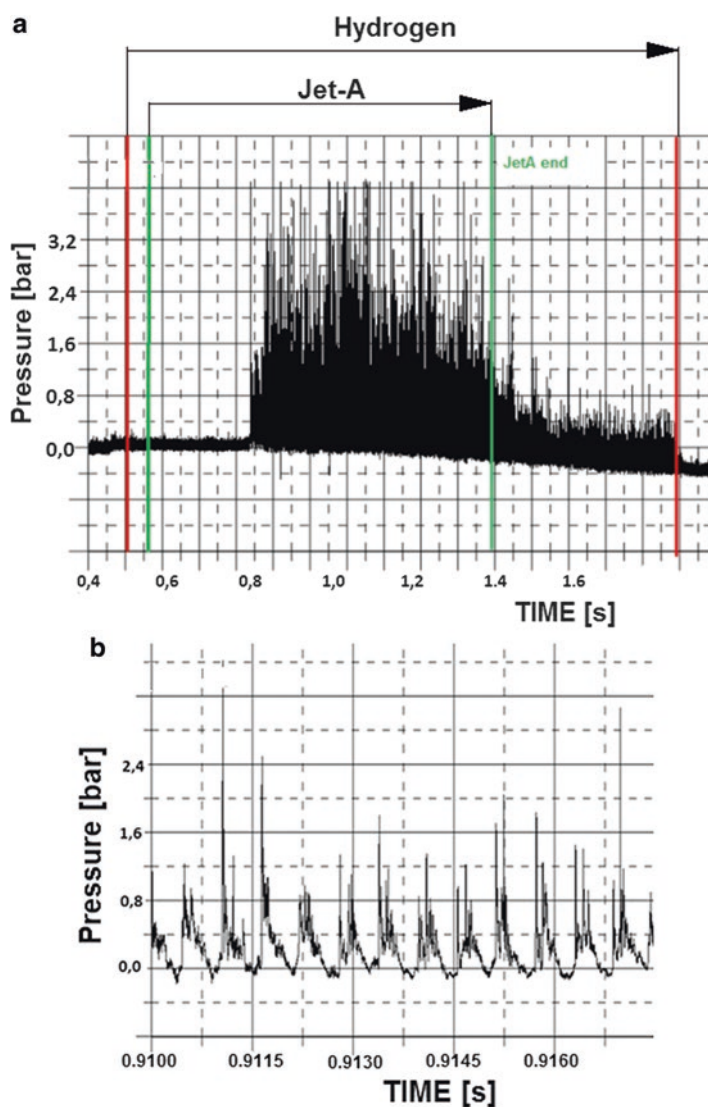 a
Hydrogen
Jet-A
JetA end
Pressure [bar]
3,2
2,4
1,6
0,8
0,0
0,4 0,6 0,8 1,0 1,2 1.4 1.6
TIME [s]
b
Pressure [bar]
2,4
1,6
0,8
0,0
0.9100 0.9115 0.9130 0.9145 0.9160
TIME [s]